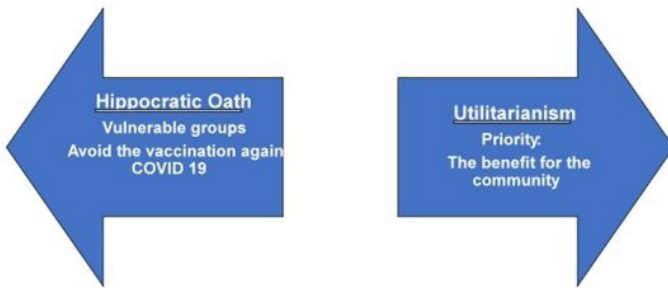 Hippocratic Oath
Vulnerable groups
Avoid the vaccination again
COVID 19
Utilitarianism
Priority:
The benefit for the
community